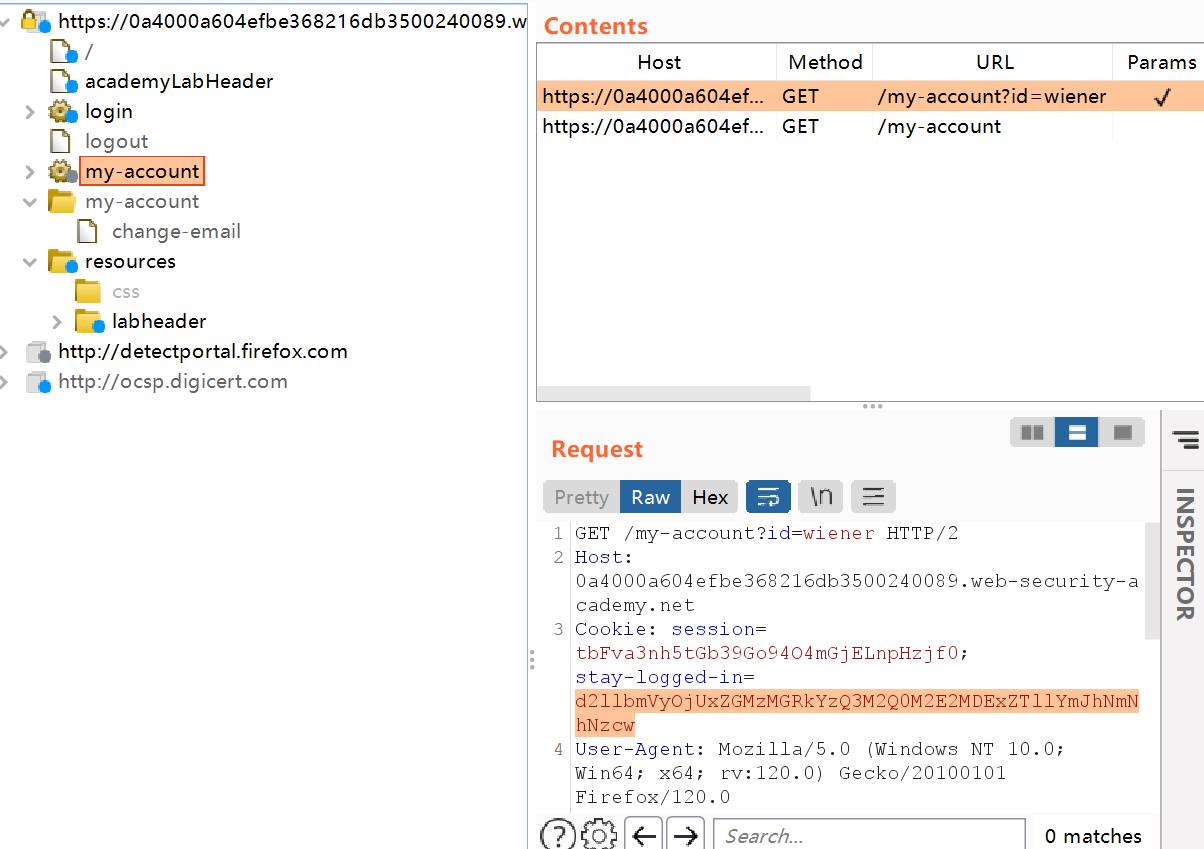 https://0a4000a604efbe368216db3500240089.w
/
academyLabHeader
login
logout
my-account
my-account
change-email
resources
css
labheader
http://detectportal.firefox.com
http://ocsp.digicert.com
Contents
Host Method URL Params
https://0a4000a604ef... GET /my-account?id=wiener ✓
https://0a4000a604ef... GET /my-account
Request
Pretty Raw Hex \n
1 GET /my-account?id=wiener HTTP/2
2 Host:
0a4000a604efbe368216db3500240089.web-security-a
cademy.net
3 Cookie: session=
tbFva3nh5tGb39Go94O4mGjELnpHzjf0;
stay-logged-in=
d2llbmVyOjUxZGMzMGRkYzQ3M2Q0M2E2MDExZTllYmJhNmN
hNzcw
4 User-Agent: Mozilla/5.0 (Windows NT 10.0;
Win64; x64; rv:120.0) Gecko/20100101
Firefox/120.0
Search...
0 matches
INSPECTOR